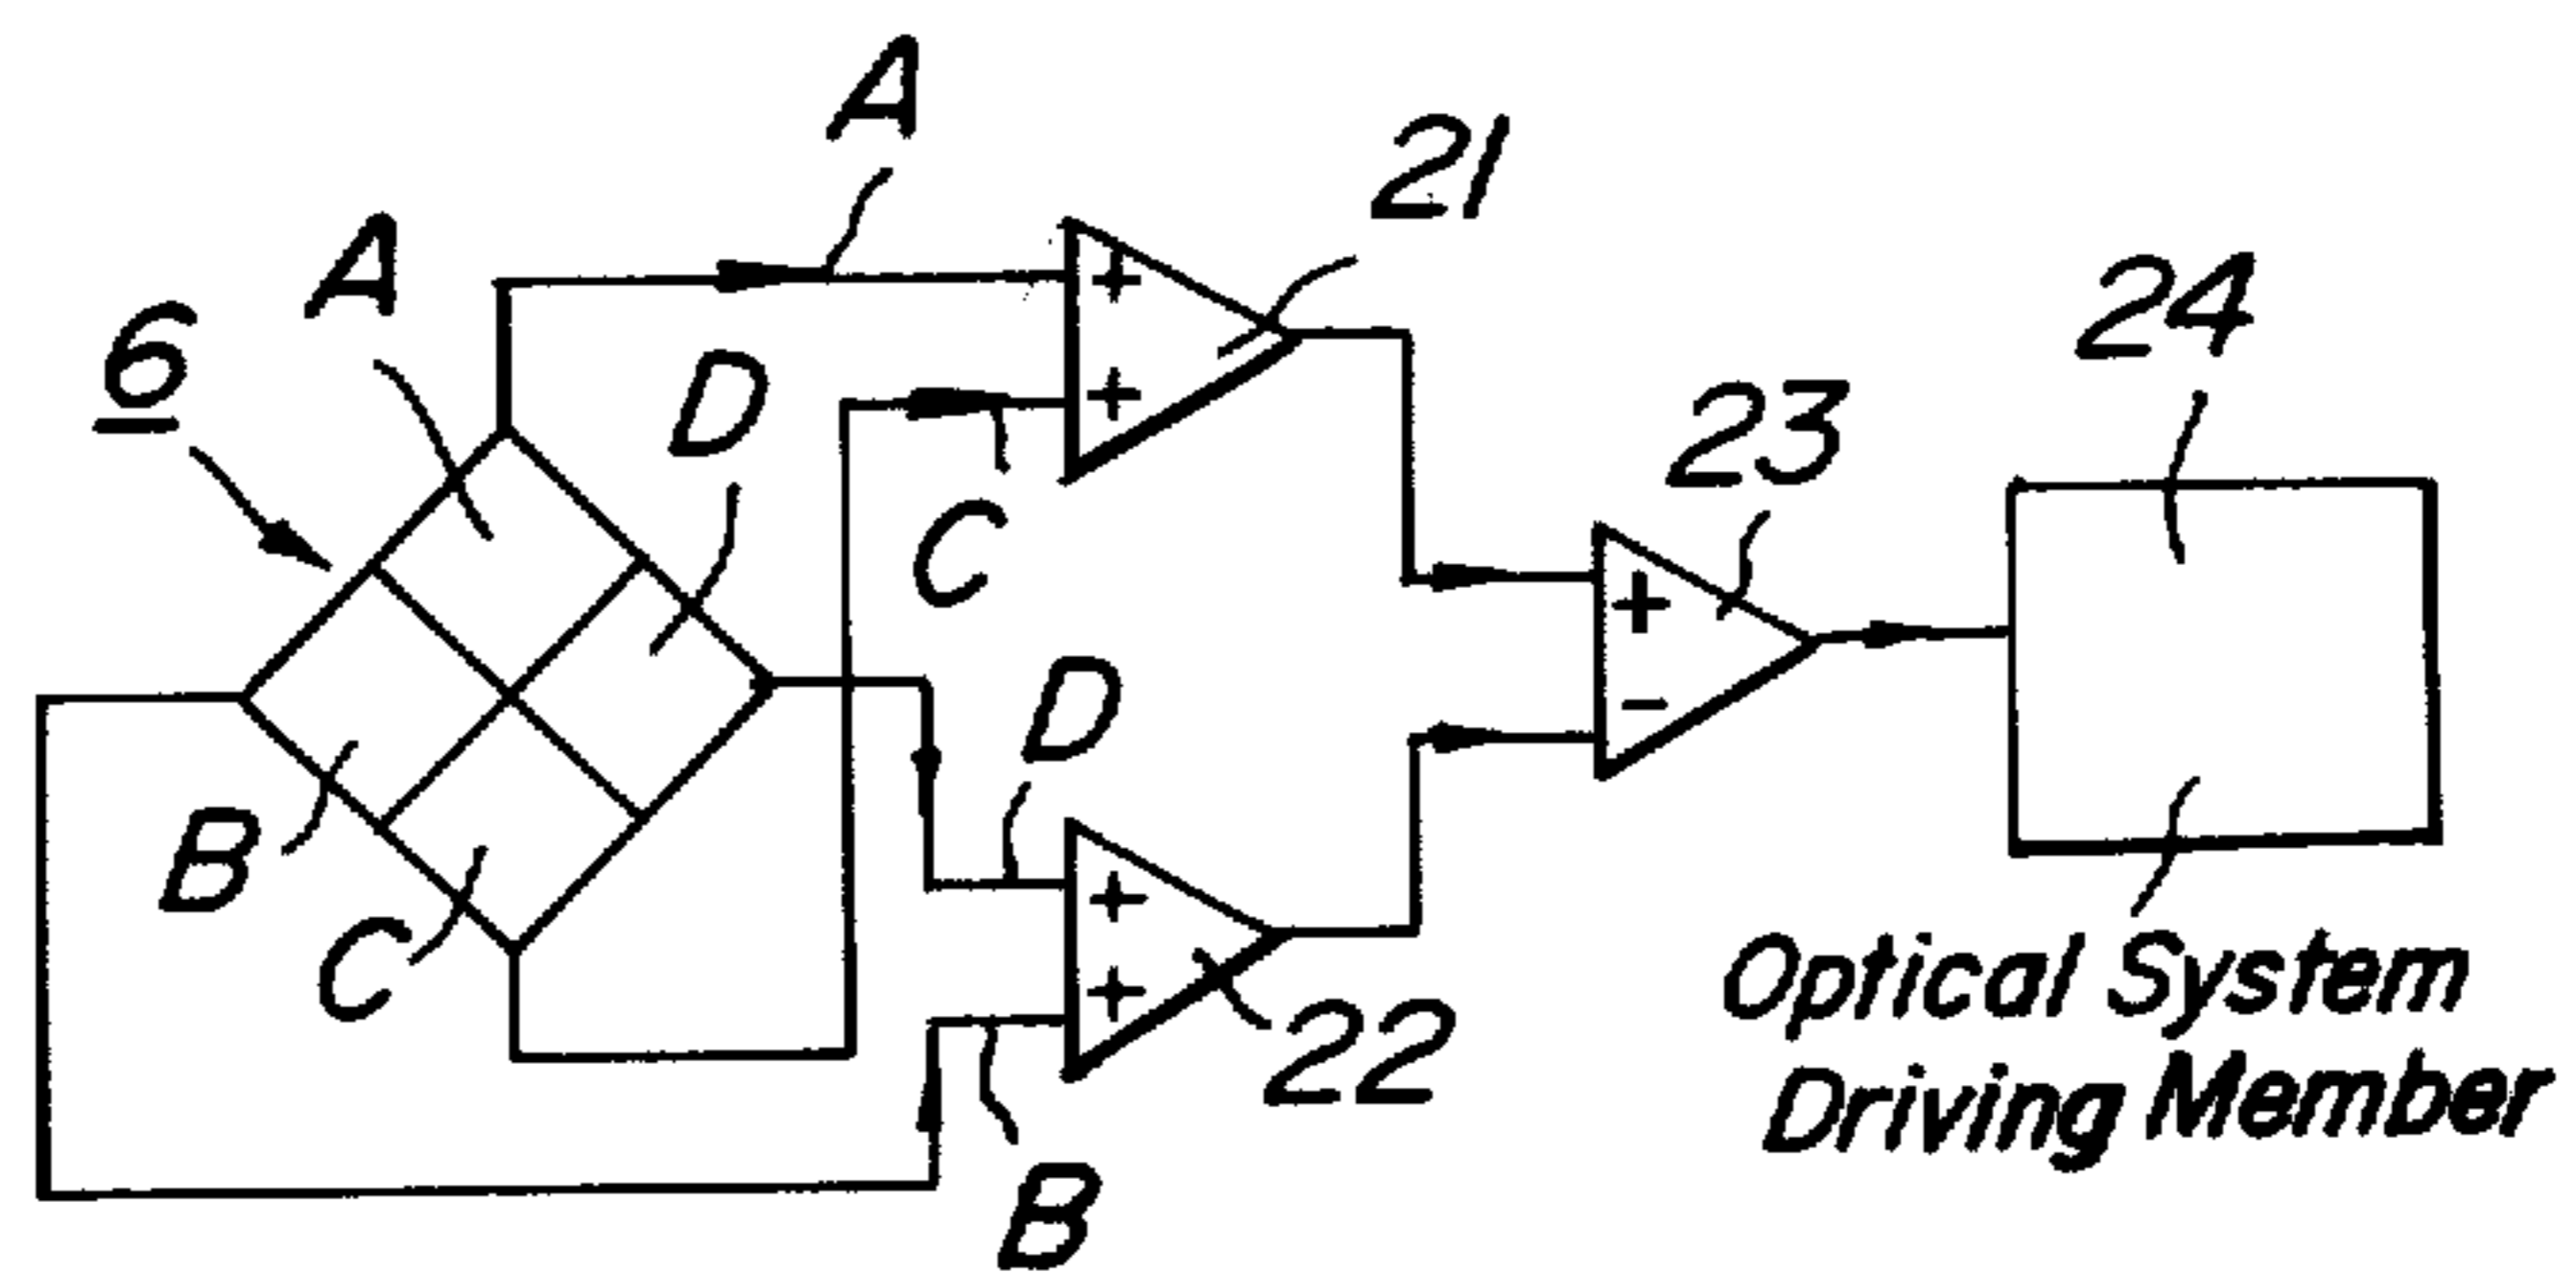 A
21
A
6
D
24
+
+
23
C
+
-
D
B
+
+
C
22
B
Optical System
Driving Member